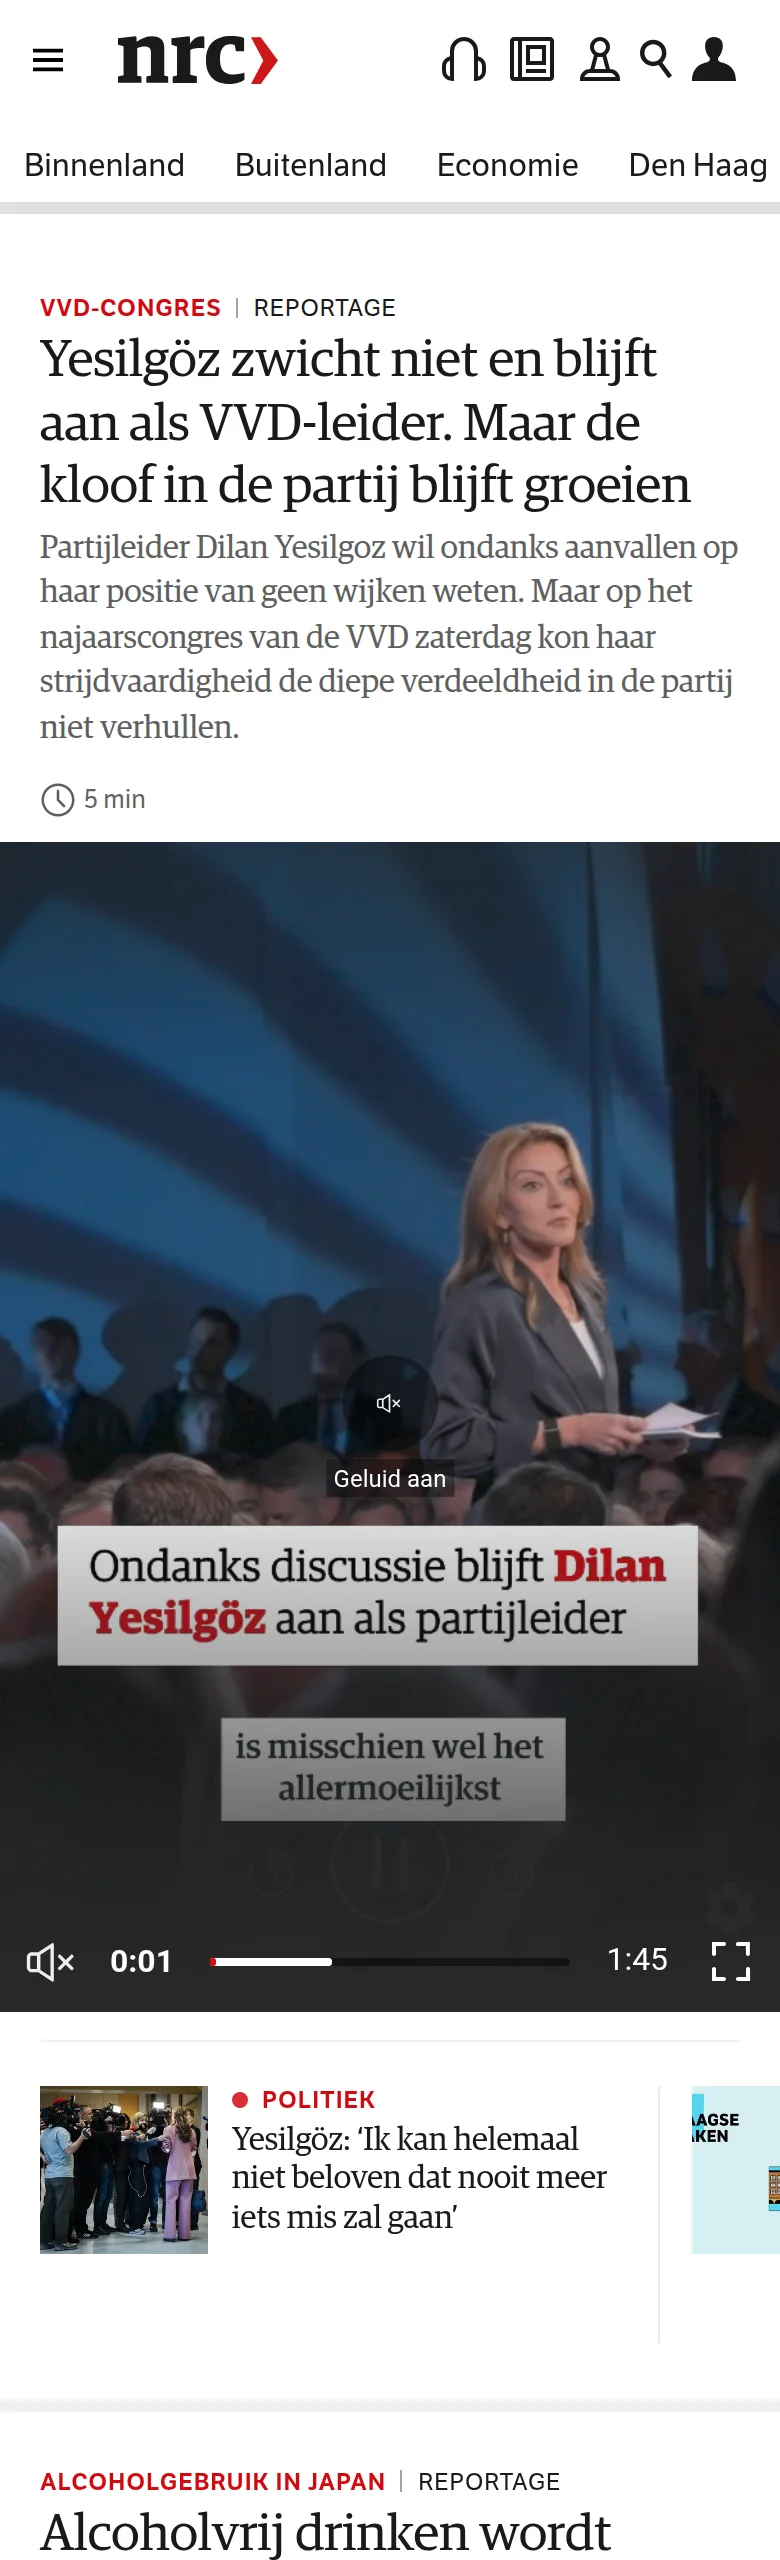 nrc
Binnenland Buitenland Economie Den Haag
VVD-CONGRES | REPORTAGE
Yesilgöz zwicht niet en blijft
aan als VVD-leider. Maar de
kloof in de partij blijft groeien
Partijleider Dilan Yesilgoz wil ondanks aanvallen op
haar positie van geen wijken weten. Maar op het
najaarscongres van de VVD zaterdag kon haar
strijdvaardigheid de diepe verdeeldheid in de partij
niet verhullen.
5 min
Geluid aan
Ondanks discussie blijft Dilan
Yesilgöz aan als partijleider
is misschien wel het
allermoeilijkst
0:01 1:45
POLITIEK
Yesilgöz: ‘Ik kan helemaal
niet beloven dat nooit meer
iets mis zal gaan’
AAGSE
KEN
ALCOHOLGEBRUIK IN JAPAN | REPORTAGE
Alcoholvrij drinken wordt